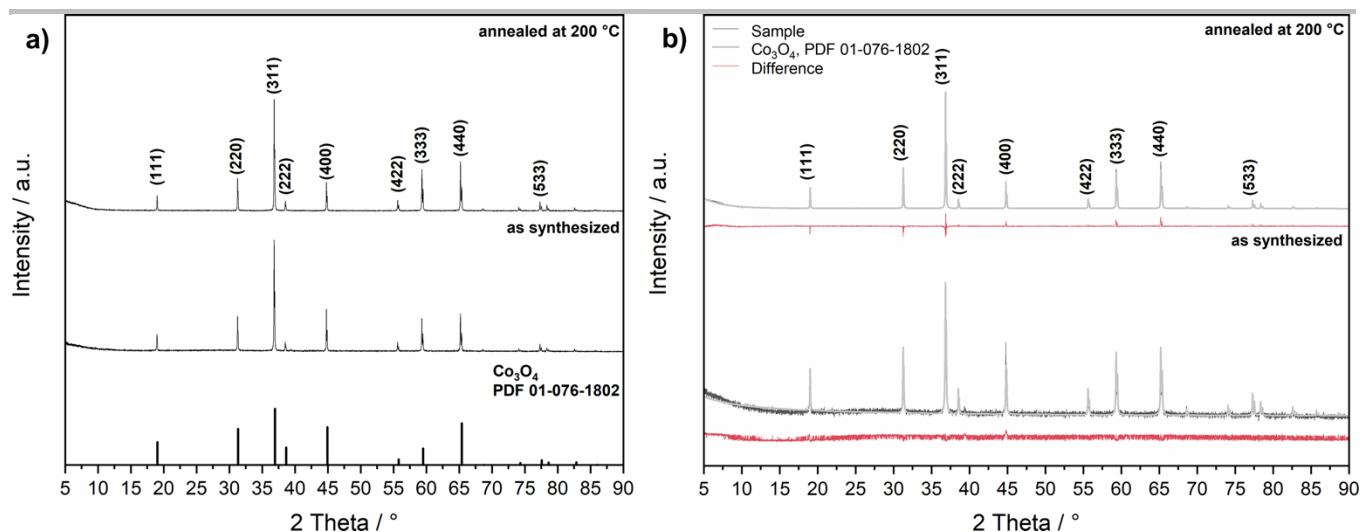 a)
annealed at 200 °C
(111)
(220)
(311)
(222)
(400)
(422)
(333)
(440)
(533)
as synthesized
Co₃O₄
PDF 01-076-1802
Intensity / a.u.
5 10 15 20 25 30 35 40 45 50 55 60 65 70 75 80 85 90
2 Theta / °
b)
Sample
Co₃O₄, PDF 01-076-1802
Difference
annealed at 200 °C
(111)
(220)
(311)
(222)
(400)
(422)
(333)
(440)
(533)
as synthesized
Intensity / a.u.
5 10 15 20 25 30 35 40 45 50 55 60 65 70 75 80 85 90
2 Theta / °